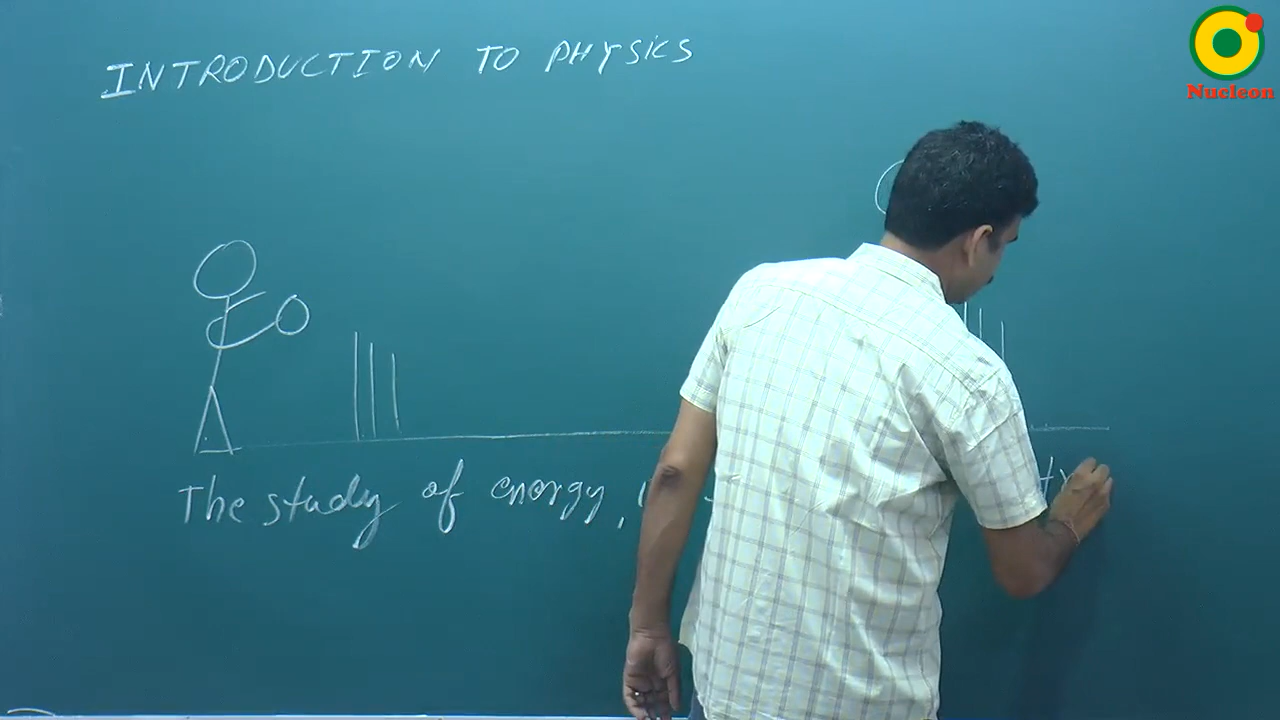 INTRODUCTION TO PHYSICS
Nucleon
The study of energy,